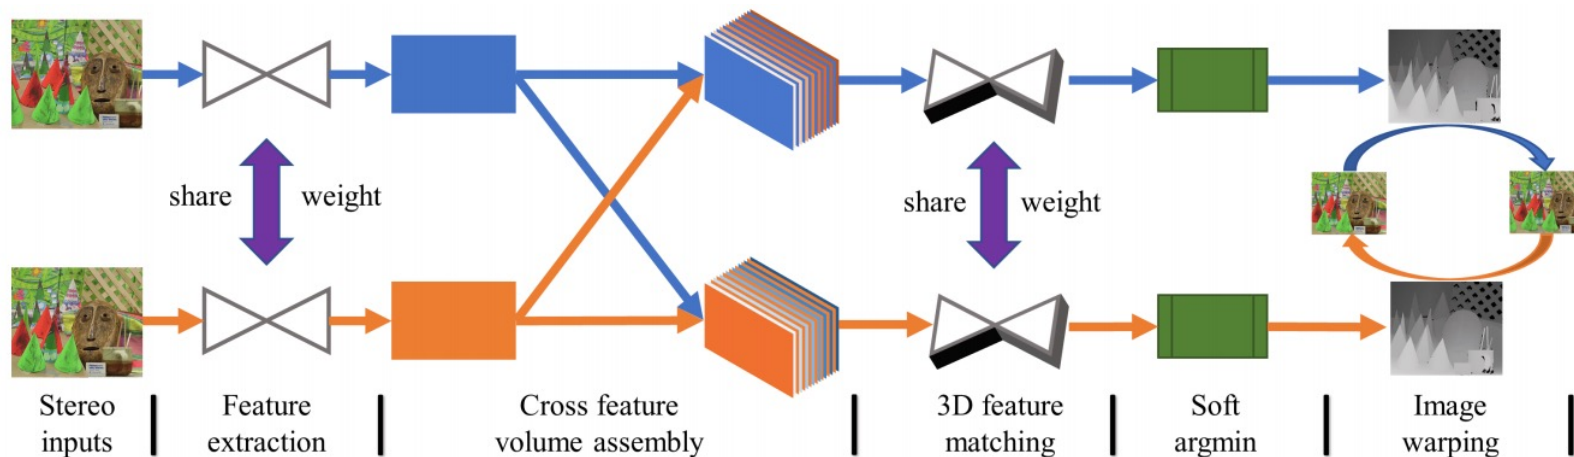 share weight
share weight
Stereo
inputs
Feature
extraction
Cross feature
volume assembly
3D feature
matching
Soft
argmin
Image
warping